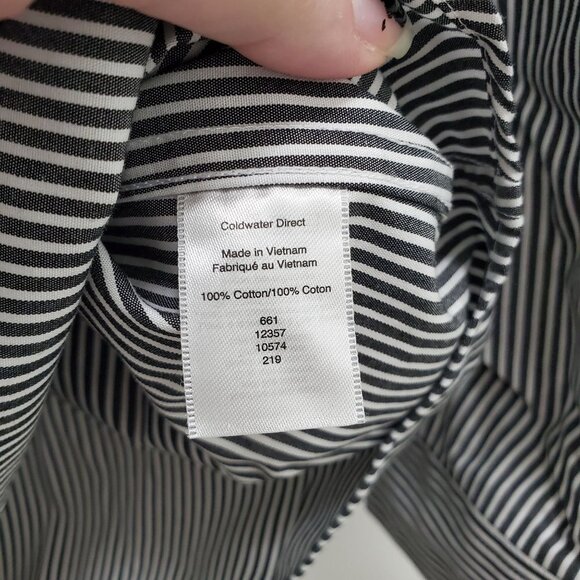 Coldwater Direct
Made in Vietnam
Fabriqué au Vietnam
100% Cotton/100% Coton
661
12357
10574
219